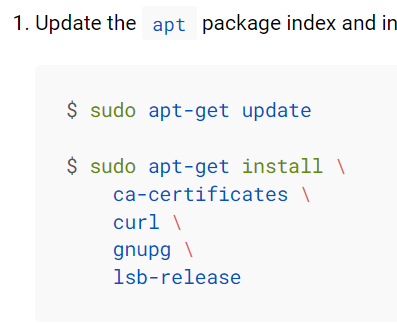 1. Update the apt package index and in
$ sudo apt-get update
$ sudo apt-get install \
ca-certificates \
curl \
gnupg \
lsb-release